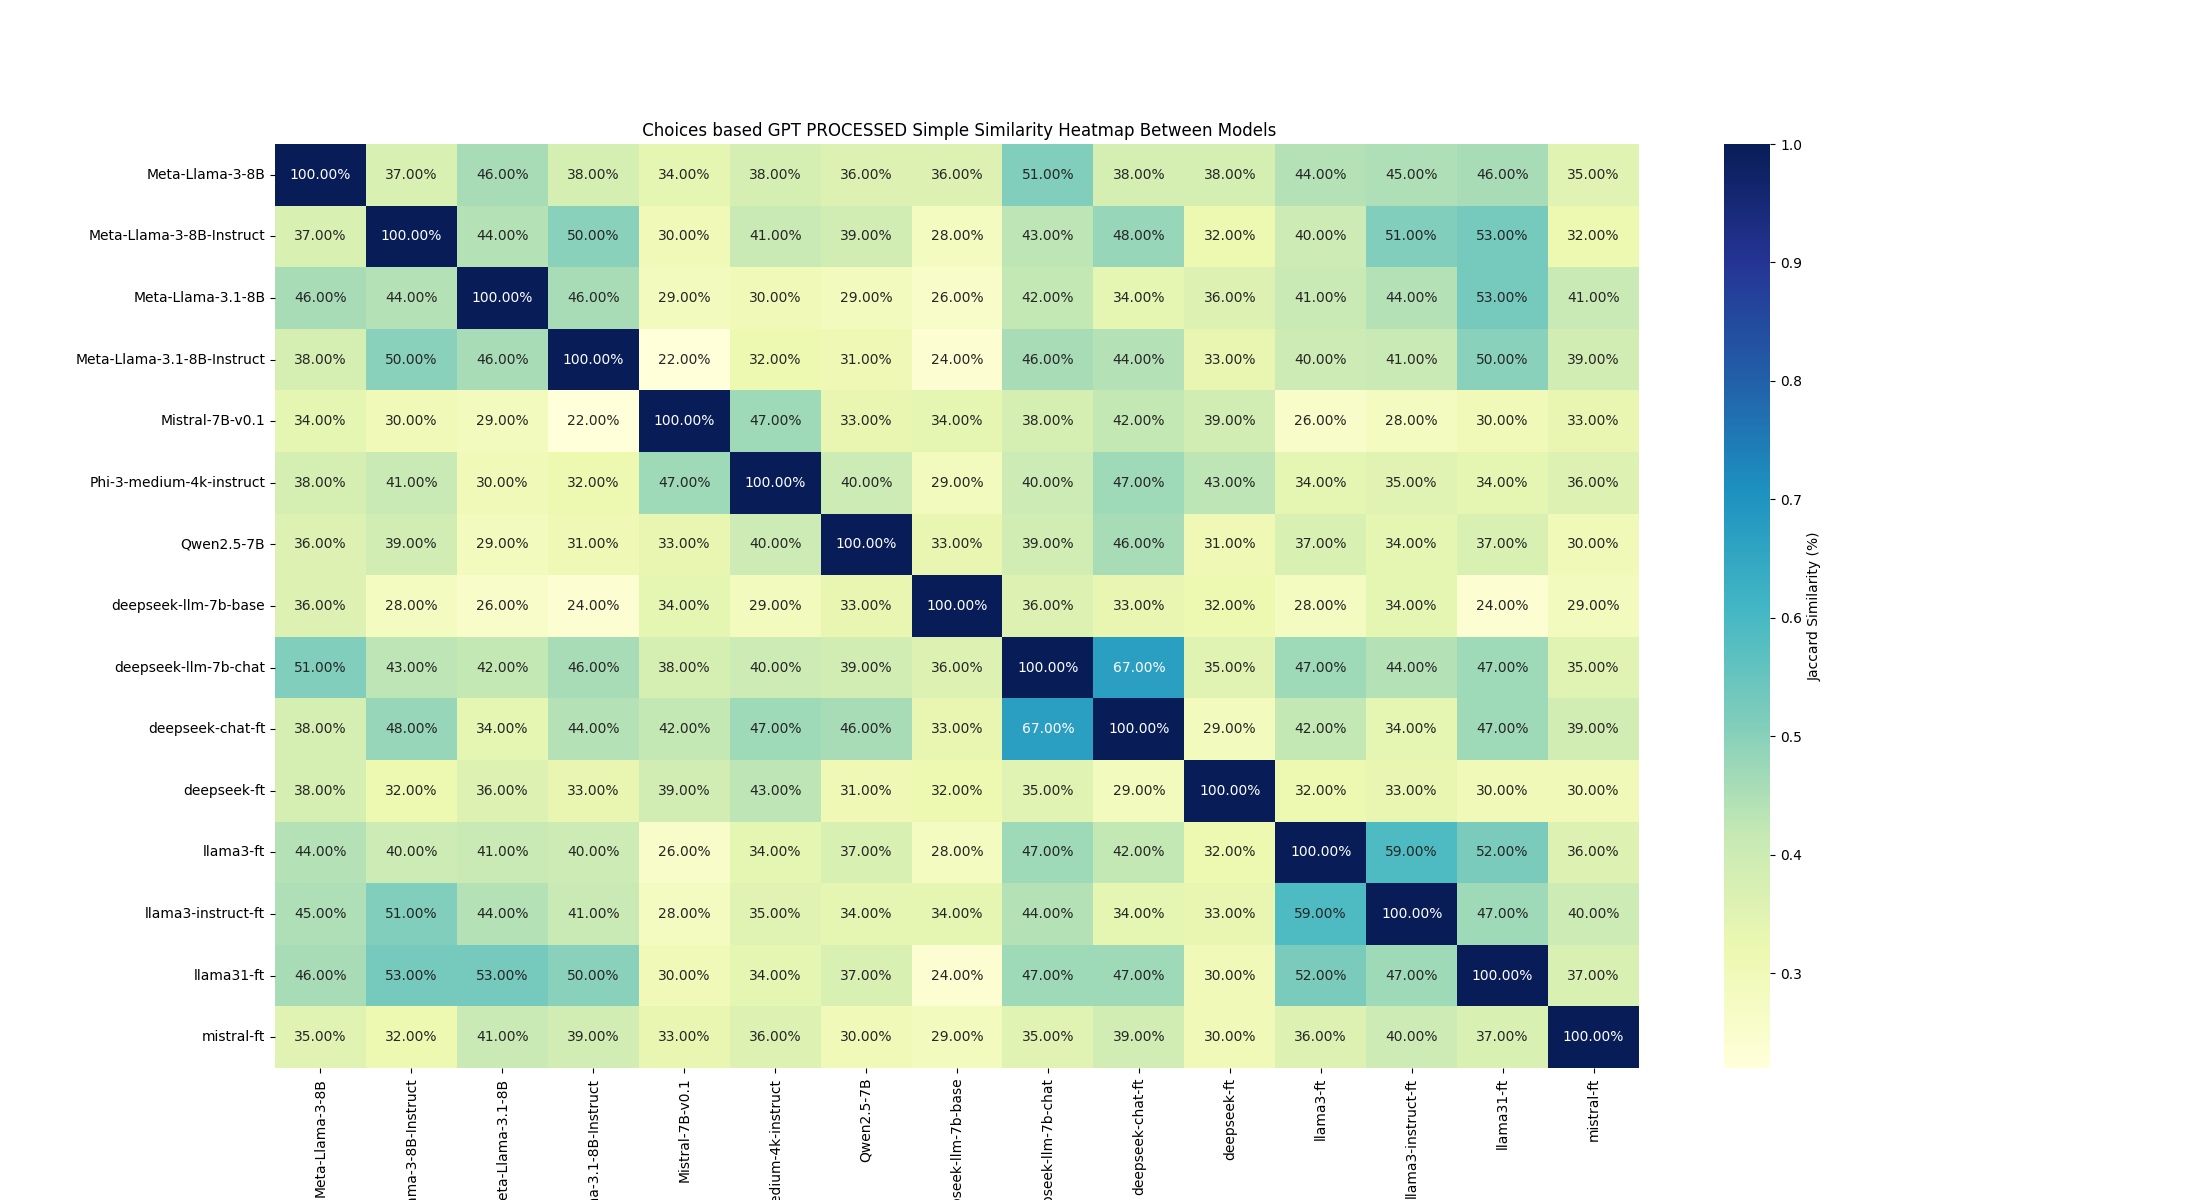 Choices based GPT PROCESSED Simple Similarity Heatmap Between Models
Meta-Llama-3-8B 100.00% 37.00% 46.00% 38.00% 34.00% 38.00% 36.00% 36.00% 51.00% 38.00% 38.00% 44.00% 45.00% 46.00% 35.00%
Meta-Llama-3-8B-Instruct 37.00% 100.00% 44.00% 50.00% 30.00% 41.00% 39.00% 28.00% 43.00% 48.00% 32.00% 40.00% 51.00% 53.00% 32.00%
Meta-Llama-3.1-8B 46.00% 44.00% 100.00% 46.00% 29.00% 30.00% 29.00% 26.00% 42.00% 34.00% 36.00% 41.00% 44.00% 53.00% 41.00%
Meta-Llama-3.1-8B-Instruct 38.00% 50.00% 46.00% 100.00% 22.00% 32.00% 31.00% 24.00% 46.00% 44.00% 33.00% 40.00% 41.00% 50.00% 39.00%
Mistral-7B-v0.1 34.00% 30.00% 29.00% 22.00% 100.00% 47.00% 33.00% 34.00% 38.00% 42.00% 39.00% 26.00% 28.00% 30.00% 33.00%
Phi-3-medium-4k-instruct 38.00% 41.00% 30.00% 32.00% 47.00% 100.00% 40.00% 29.00% 40.00% 47.00% 43.00% 34.00% 35.00% 34.00% 36.00%
Qwen2.5-7B 36.00% 39.00% 29.00% 31.00% 33.00% 40.00% 100.00% 33.00% 39.00% 46.00% 31.00% 37.00% 34.00% 37.00% 30.00%
deepseek-llm-7b-base 36.00% 28.00% 26.00% 24.00% 34.00% 29.00% 33.00% 100.00% 36.00% 33.00% 32.00% 28.00% 34.00% 24.00% 29.00%
deepseek-llm-7b-chat 51.00% 43.00% 42.00% 46.00% 38.00% 40.00% 39.00% 36.00% 100.00% 67.00% 35.00% 47.00% 44.00% 47.00% 35.00%
deepseek-chat-ft 38.00% 48.00% 34.00% 44.00% 42.00% 47.00% 46.00% 33.00% 67.00% 100.00% 29.00% 42.00% 34.00% 47.00% 39.00%
deepseek-ft 38.00% 32.00% 36.00% 33.00% 39.00% 43.00% 31.00% 32.00% 35.00% 29.00% 100.00% 32.00% 33.00% 30.00% 30.00%
llama3-ft 44.00% 40.00% 41.00% 40.00% 26.00% 34.00% 37.00% 28.00% 47.00% 42.00% 32.00% 100.00% 59.00% 52.00% 36.00%
llama3-instruct-ft 45.00% 51.00% 44.00% 41.00% 28.00% 35.00% 34.00% 34.00% 44.00% 34.00% 33.00% 59.00% 100.00% 47.00% 40.00%
llama31-ft 46.00% 53.00% 53.00% 50.00% 30.00% 34.00% 37.00% 24.00% 47.00% 47.00% 30.00% 52.00% 47.00% 100.00% 37.00%
mistral-ft 35.00% 32.00% 41.00% 39.00% 33.00% 36.00% 30.00% 29.00% 35.00% 39.00% 30.00% 36.00% 40.00% 37.00% 100.00%
Meta-Llama-3-8B
ama-3-8B-Instruct
eta-Llama-3.1-8B
na-3.1-8B-Instruct
Mistral-7B-v0.1
edium-4k-instruct
Qwen2.5-7B
pseek-llm-7b-base
pseek-llm-7b-chat
deepseek-chat-ft
deepseek-ft
llama3-ft
llama3-instruct-ft
llama31-ft
mistral-ft
1.0
0.9
0.8
0.7
0.6
0.5
0.4
0.3
Jaccard Similarity (%)